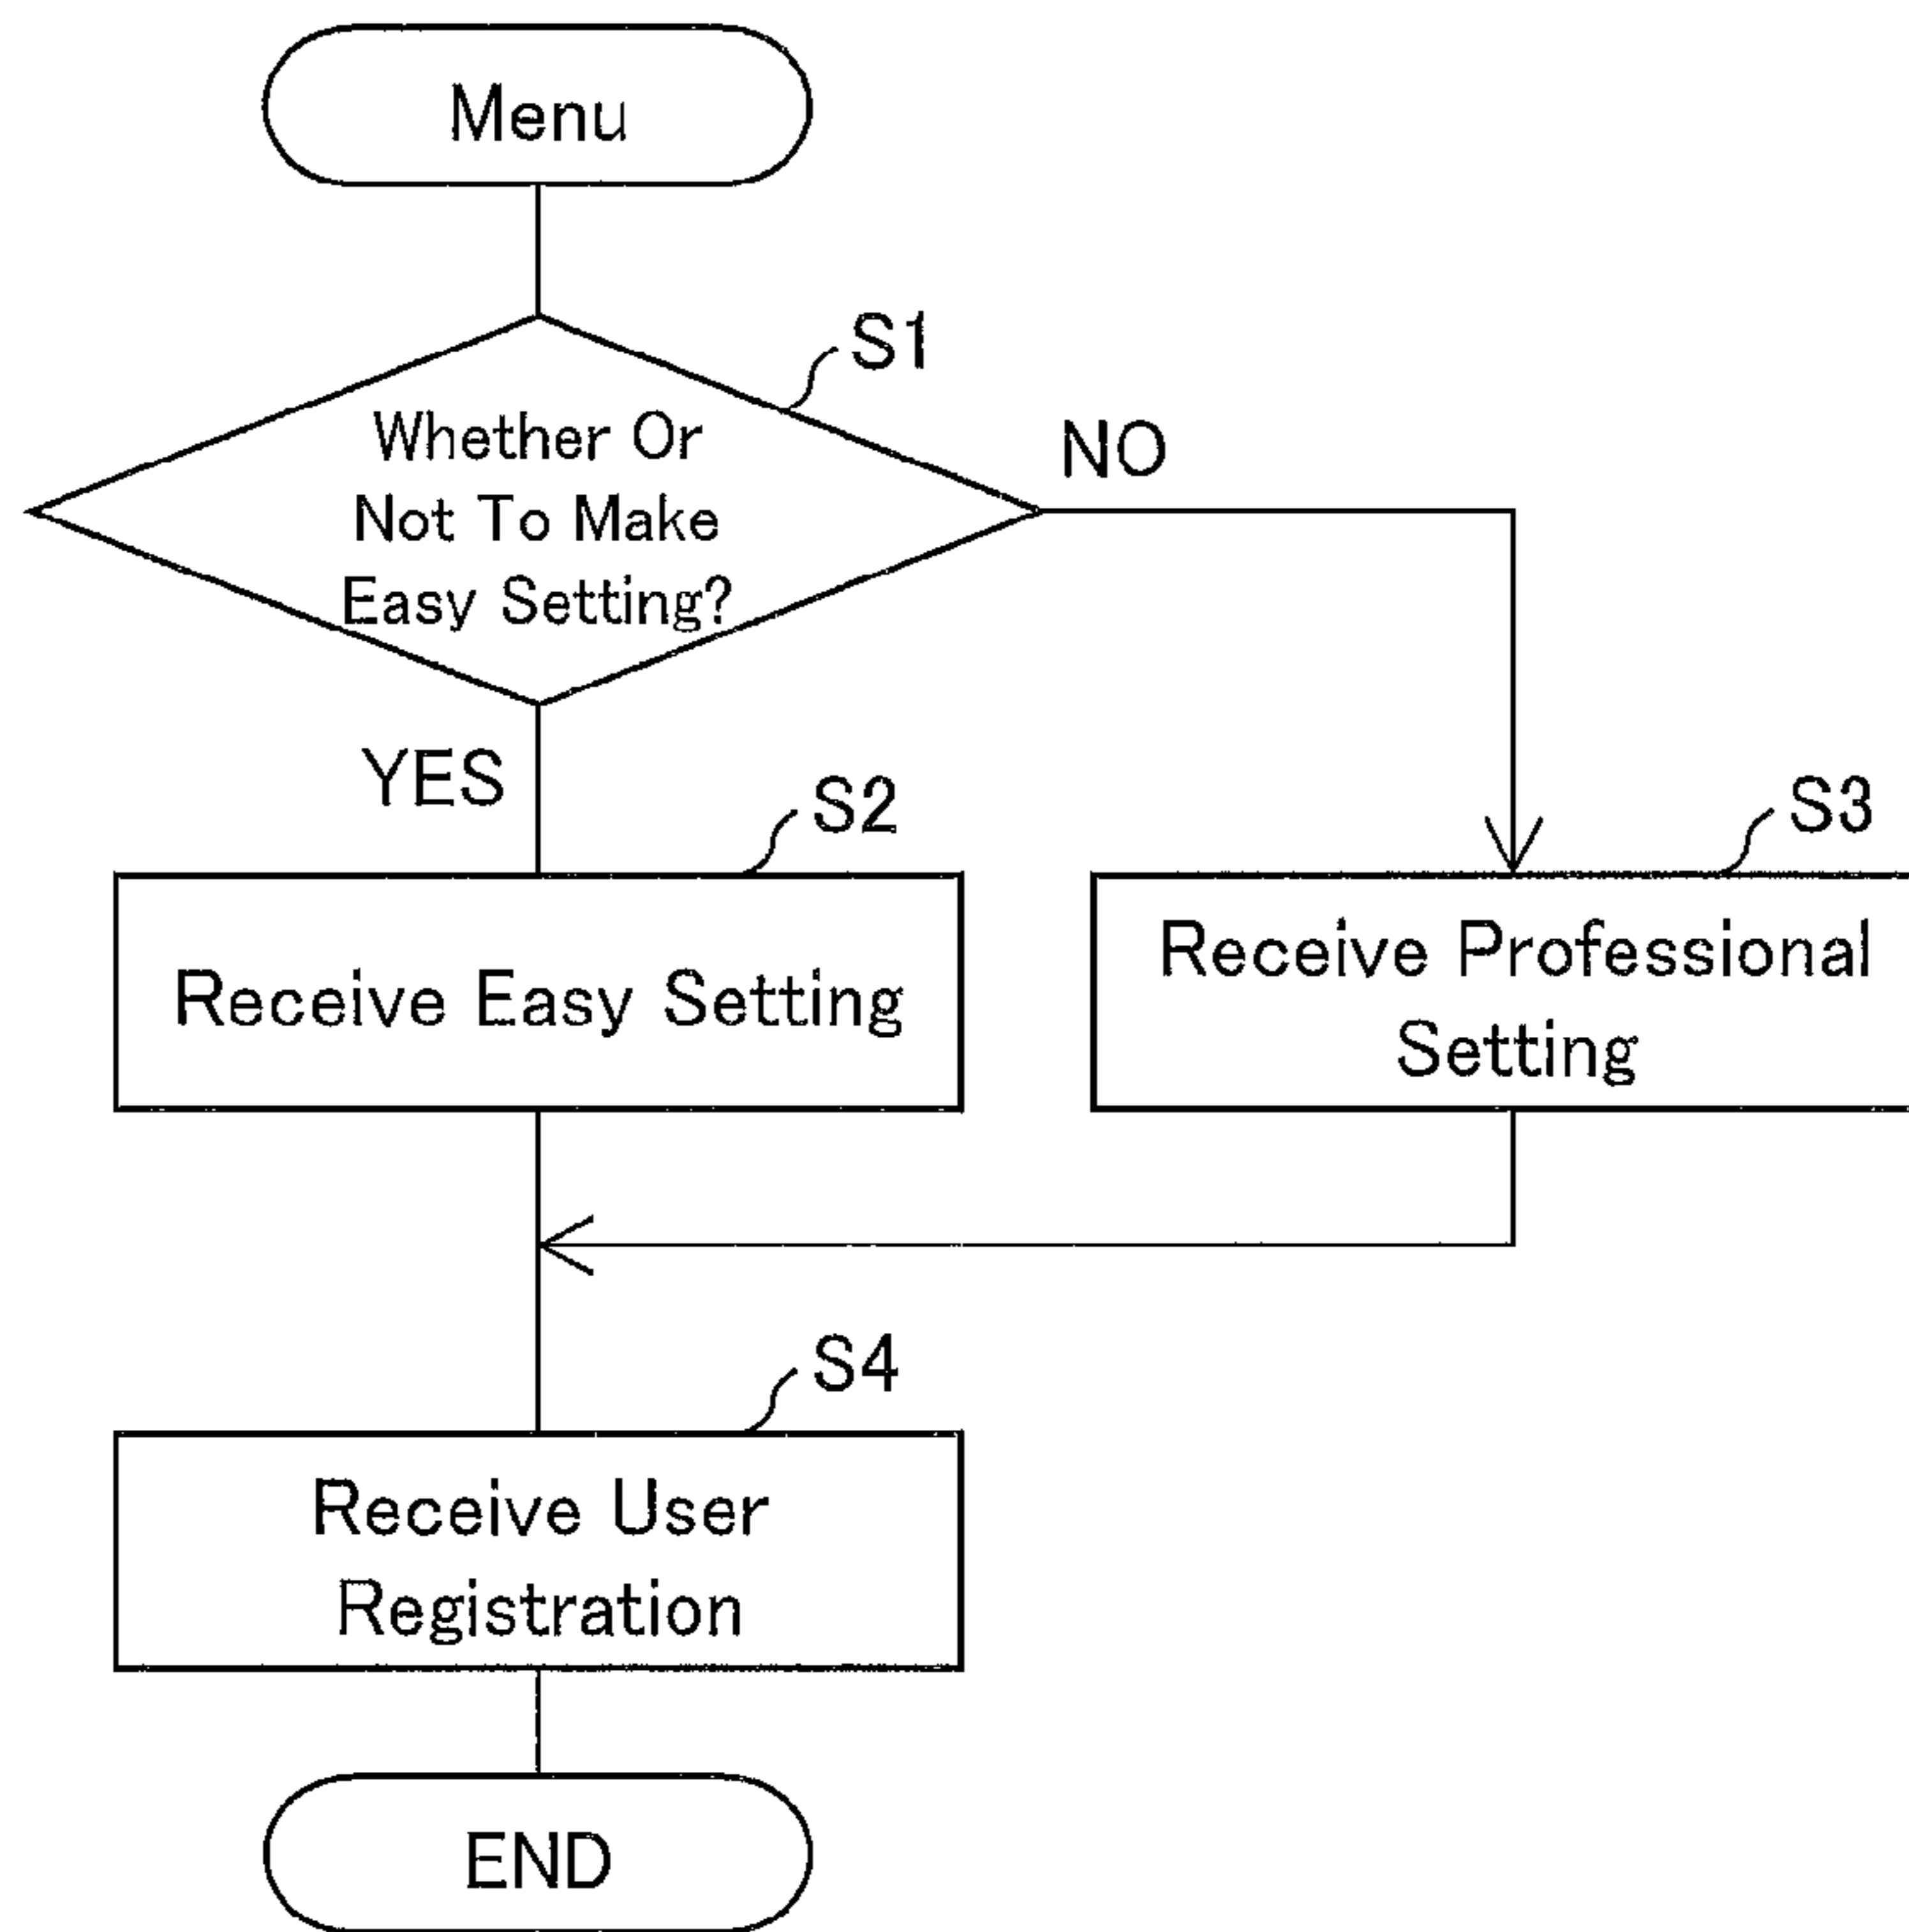 Menu
S1
Whether Or
Not To Make
Easy Setting?
NO
YES
S2
S3
Receive Easy Setting
Receive Professional
Setting
S4
Receive User
Registration
END